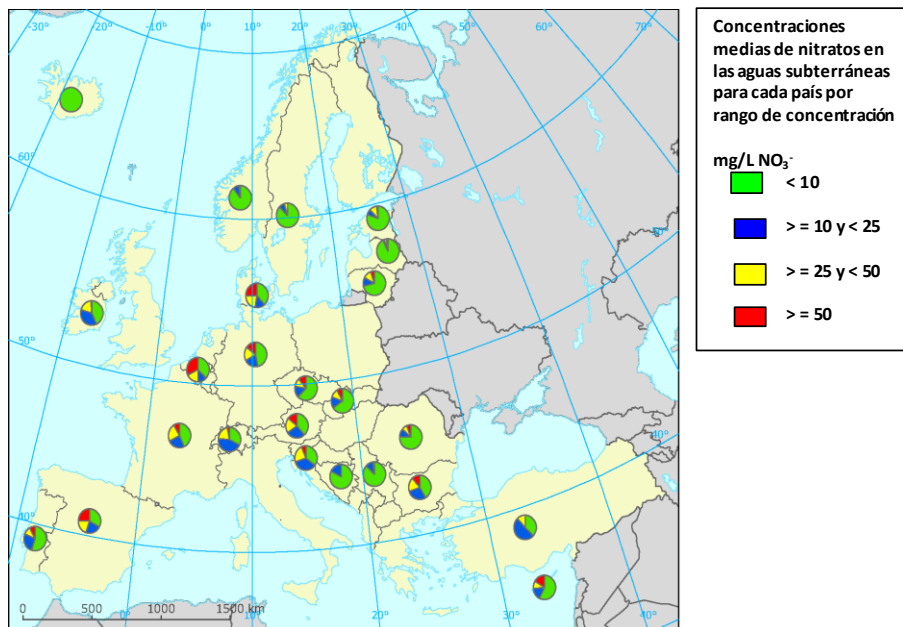 -30°
-20°
-10°
0°
10°
20°
30°
40°
50°
60°
70°
60°
50°
50°
40°
40°
0°
10°
20°
30°
40°
0 500 1000 1500 km
Concentraciones
medias de nitratos en
las aguas subterráneas
para cada país por
rango de concentración
mg/L NO₃⁻
< 10
> = 10 y < 25
> = 25 y < 50
> = 50